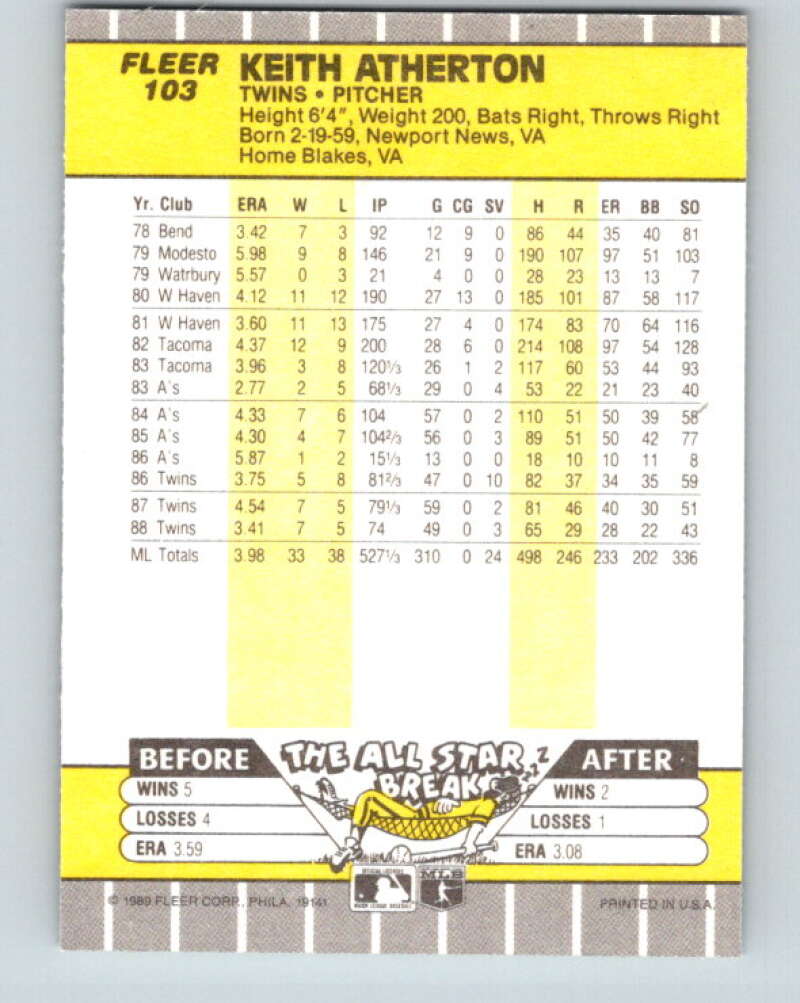 FLEER
103
KEITH ATHERTON
TWINS • PITCHER
Height 6'4", Weight 200, Bats Right, Throws Right
Born 2-19-59, Newport News, VA
Home Blakes, VA
Yr. Club ERA W L IP G CG SV H R ER BB SO
78 Bend 3.42 7 3 92 12 9 0 86 44 35 40 81
79 Modesto 5.98 9 8 146 21 9 0 190 107 97 51 103
79 Watrbury 5.57 0 3 21 4 0 0 28 23 13 13 7
80 W Haven 4.12 11 12 190 27 13 0 185 101 87 58 117
81 W Haven 3.60 11 13 175 27 4 0 174 83 70 64 116
82 Tacoma 4.37 12 9 200 28 6 0 214 108 97 54 128
83 Tacoma 3.96 3 8 120⅓ 26 1 2 117 60 53 44 93
83 A's 2.77 2 5 68⅓ 29 0 4 53 22 21 23 40
84 A's 4.33 7 6 104 57 0 2 110 51 50 39 58
85 A's 4.30 4 7 104⅔ 56 0 3 89 51 50 42 77
86 A's 5.87 1 2 15⅓ 13 0 0 18 10 10 11 8
86 Twins 3.75 5 8 81⅔ 47 0 10 82 37 34 35 59
87 Twins 4.54 7 5 79⅓ 59 0 2 81 46 40 30 51
88 Twins 3.41 7 5 74 49 0 3 65 29 28 22 43
ML Totals 3.98 33 38 527⅓ 310 0 24 498 246 233 202 336
BEFORE THE ALL STAR BREAK ZZZ AFTER
WINS 5 WINS 2
LOSSES 4 LOSSES 1
ERA 3.59 ERA 3.08
OFFICIAL LICENSEE
MAJOR LEAGUE BASEBALL
MLB
© 1989 FLEER CORP., PHILA. 19141 PRINTED IN U.S.A.